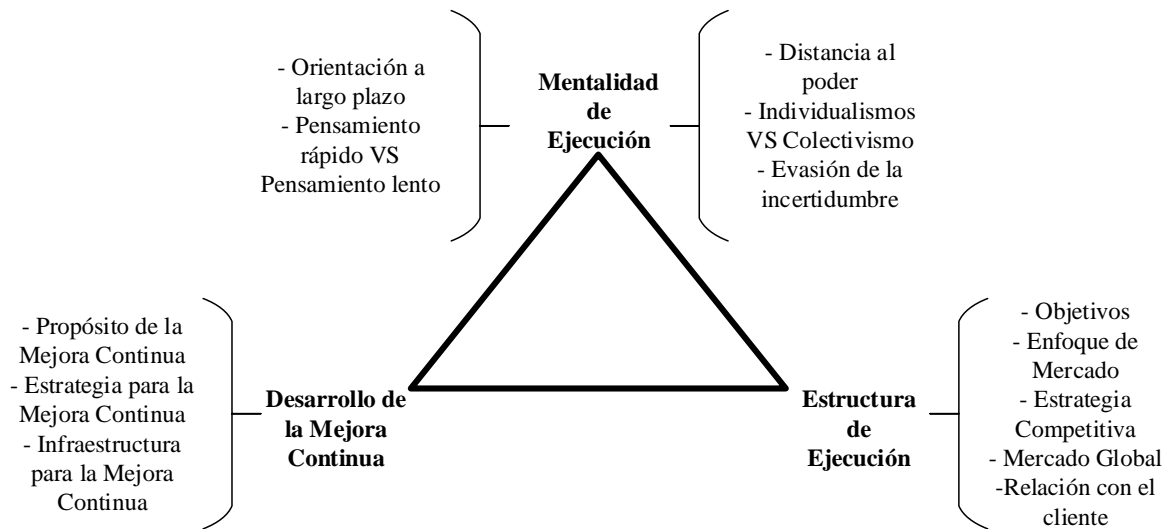 - Orientación a
largo plazo
- Pensamiento
rápido VS
Pensamiento lento
Mentalidad
de
Ejecución
- Distancia al
poder
- Individualismos
VS Colectivismo
- Evasión de la
incertidumbre
- Propósito de la
Mejora Continua
- Estrategia para la
Mejora Continua
- Infraestructura
para la Mejora
Continua
Desarrollo de
la Mejora
Continua
Estructura
de
Ejecución
- Objetivos
- Enfoque de
Mercado
- Estrategia
Competitiva
- Mercado Global
-Relación con el
cliente